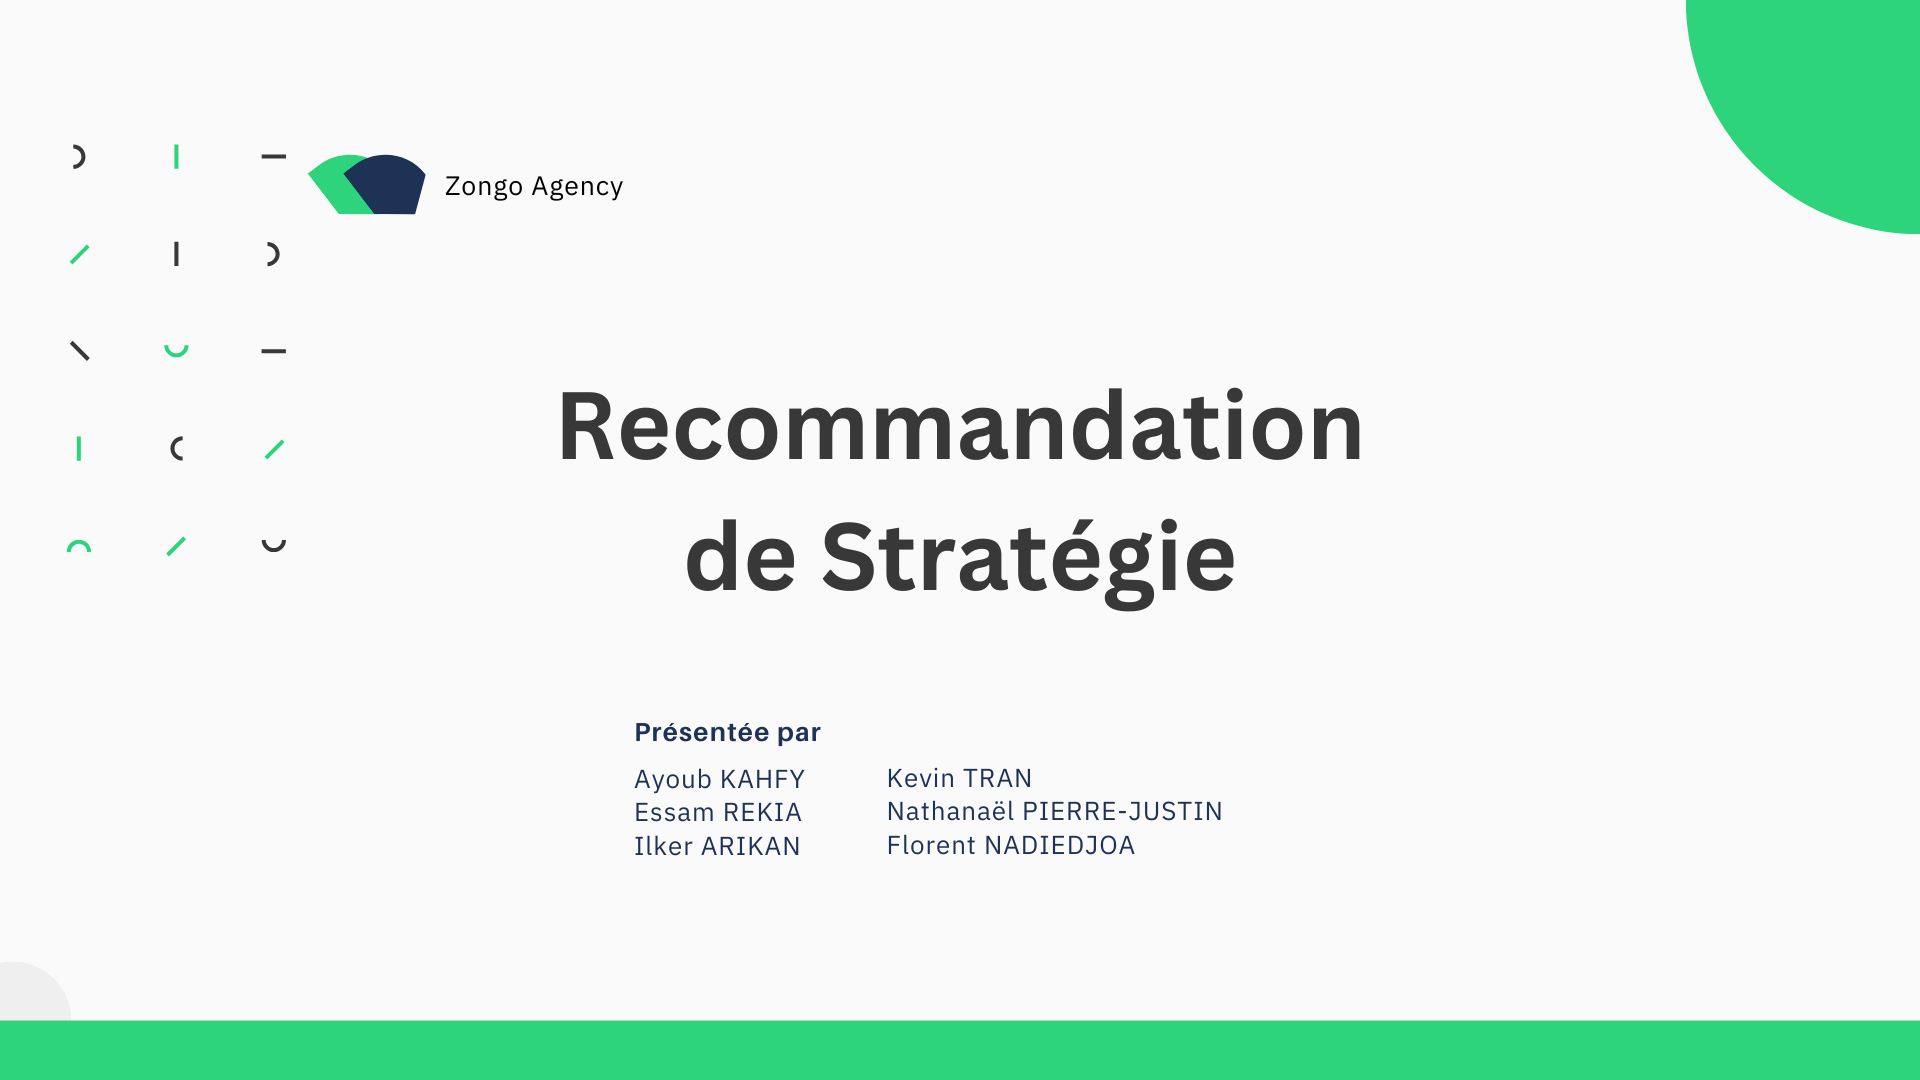 Zongo Agency
Recommandation
de Stratégie
Présentée par
Ayoub KAHFY
Essam REKIA
Ilker ARIKAN
Kevin TRAN
Nathanaël PIERRE-JUSTIN
Florent NADIEDJOA